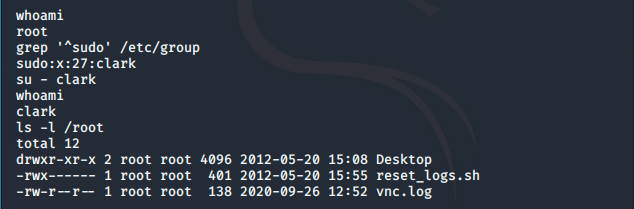 whoami
root
grep '^sudo' /etc/group
sudo:x:27:clark
su - clark
whoami
clark
ls -l /root
total 12
drwxr-xr-x 2 root root 4096 2012-05-20 15:08 Desktop
-rwx------ 1 root root  401 2012-05-20 15:55 reset_logs.sh
-rw-r--r-- 1 root root  138 2020-09-26 12:52 vnc.log